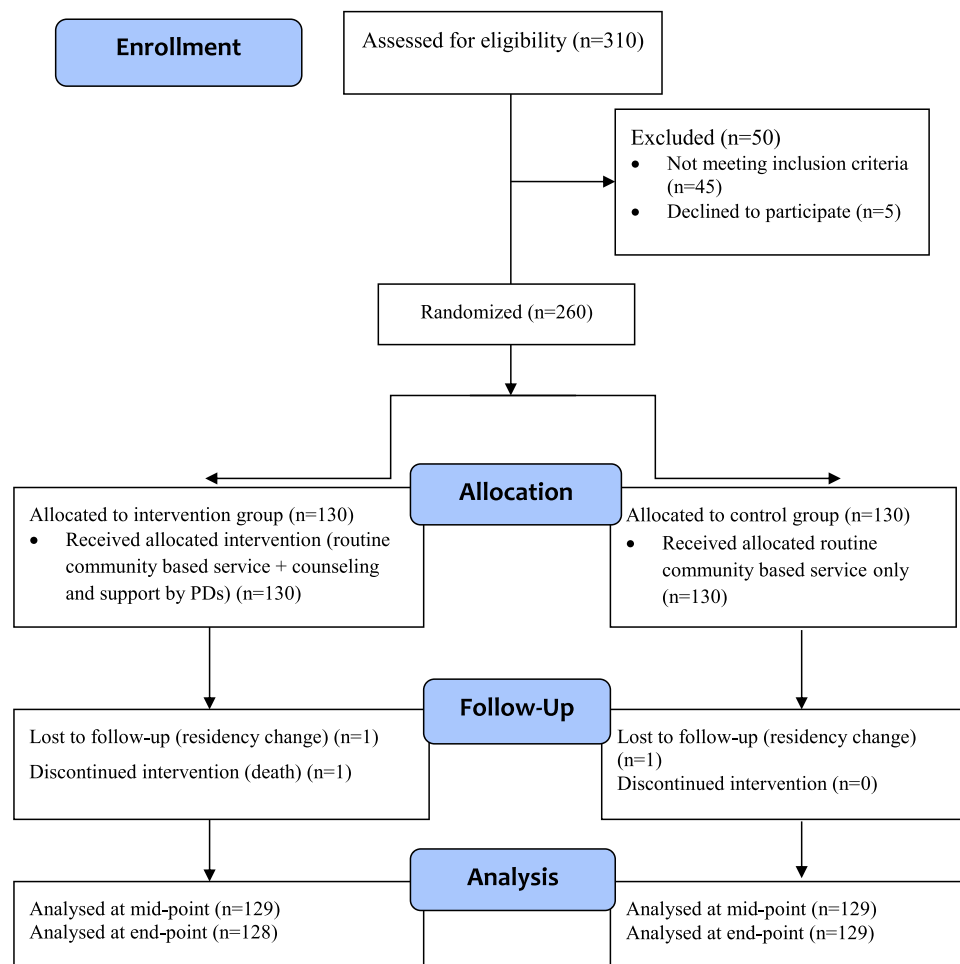 Enrollment
Assessed for eligibility (n=310)
Excluded (n=50)
• Not meeting inclusion criteria
(n=45)
• Declined to participate (n=5)
Randomized (n=260)
Allocation
Allocated to intervention group (n=130)
• Received allocated intervention (routine
community based service + counseling
and support by PDs) (n=130)
Allocated to control group (n=130)
• Received allocated routine
community based service only
(n=130)
Follow-Up
Lost to follow-up (residency change) (n=1)
Discontinued intervention (death) (n=1)
Lost to follow-up (residency change)
(n=1)
Discontinued intervention (n=0)
Analysis
Analysed at mid-point (n=129)
Analysed at end-point (n=128)
Analysed at mid-point (n=129)
Analysed at end-point (n=129)